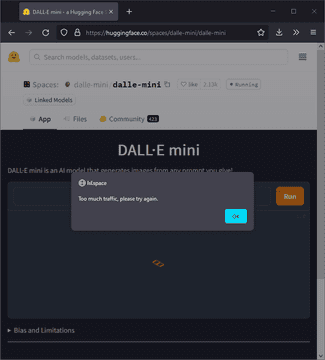 DALL·E mini - a Hugging Face
https://huggingface.co/spaces/dalle-mini/dalle-mini
Search models, datasets, users...
Spaces: dalle-mini/dalle-mini
like
Running
Linked Models
App
Files
Community
DALL·E mini
DALL·E mini is an AI model that generates images from any prompt you give!
Run
hf.space
Too much traffic, please try again.
OK
Bias and Limitations